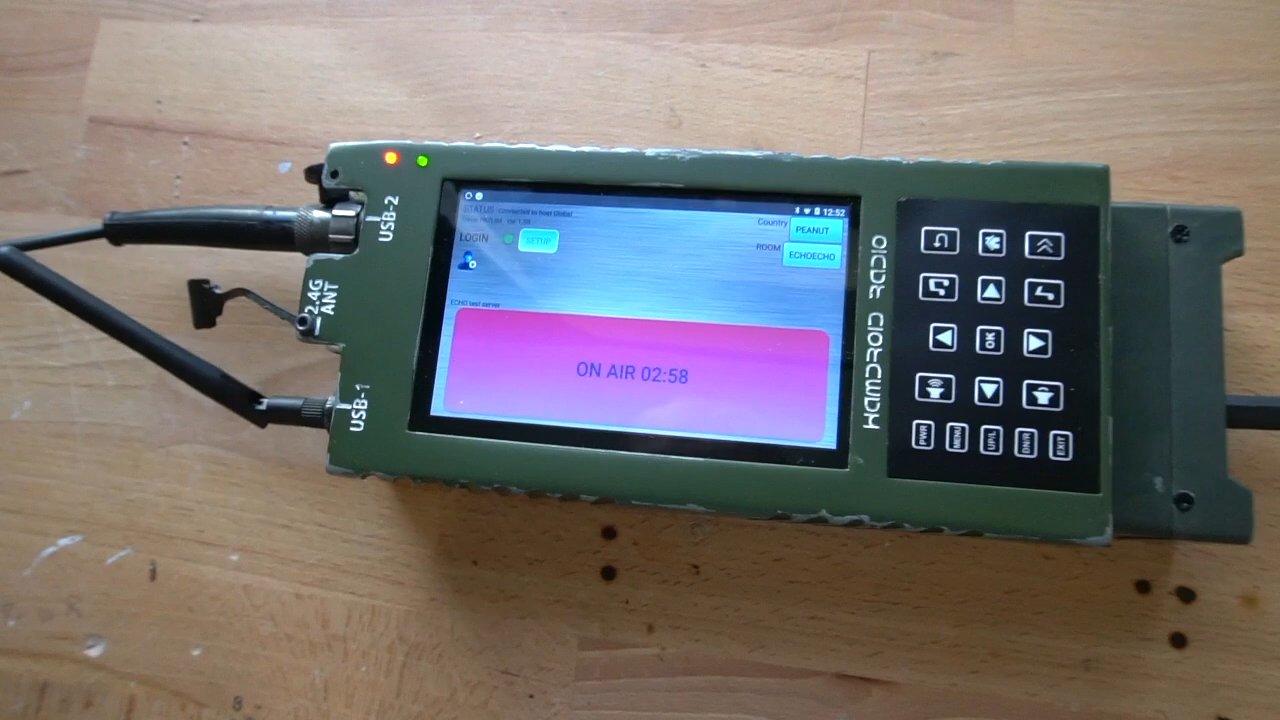 USB-2
2.4G
ANT
USB-1
12:52
STATUS connected to host Global
LOGIN
SETUP
Country
PEANUT
ROOM
ECHOECHO
ECHO test server
ON AIR 02:58
HAMDROID RADIO
OK
PWR
MENU
UP/L
DN/R
EXIT